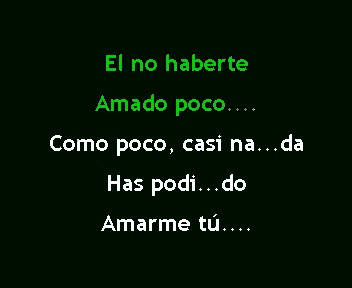 El no haberte
Amado poco....
Como poco, casi na...da
Has podi...do
Amarme tú....